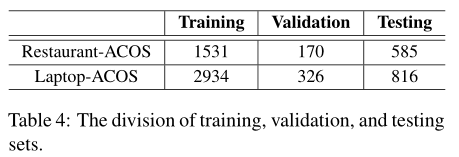 Training Validation Testing
Restaurant-ACOS 1531 170 585
Laptop-ACOS 2934 326 816
Table 4: The division of training, validation, and testing
sets.